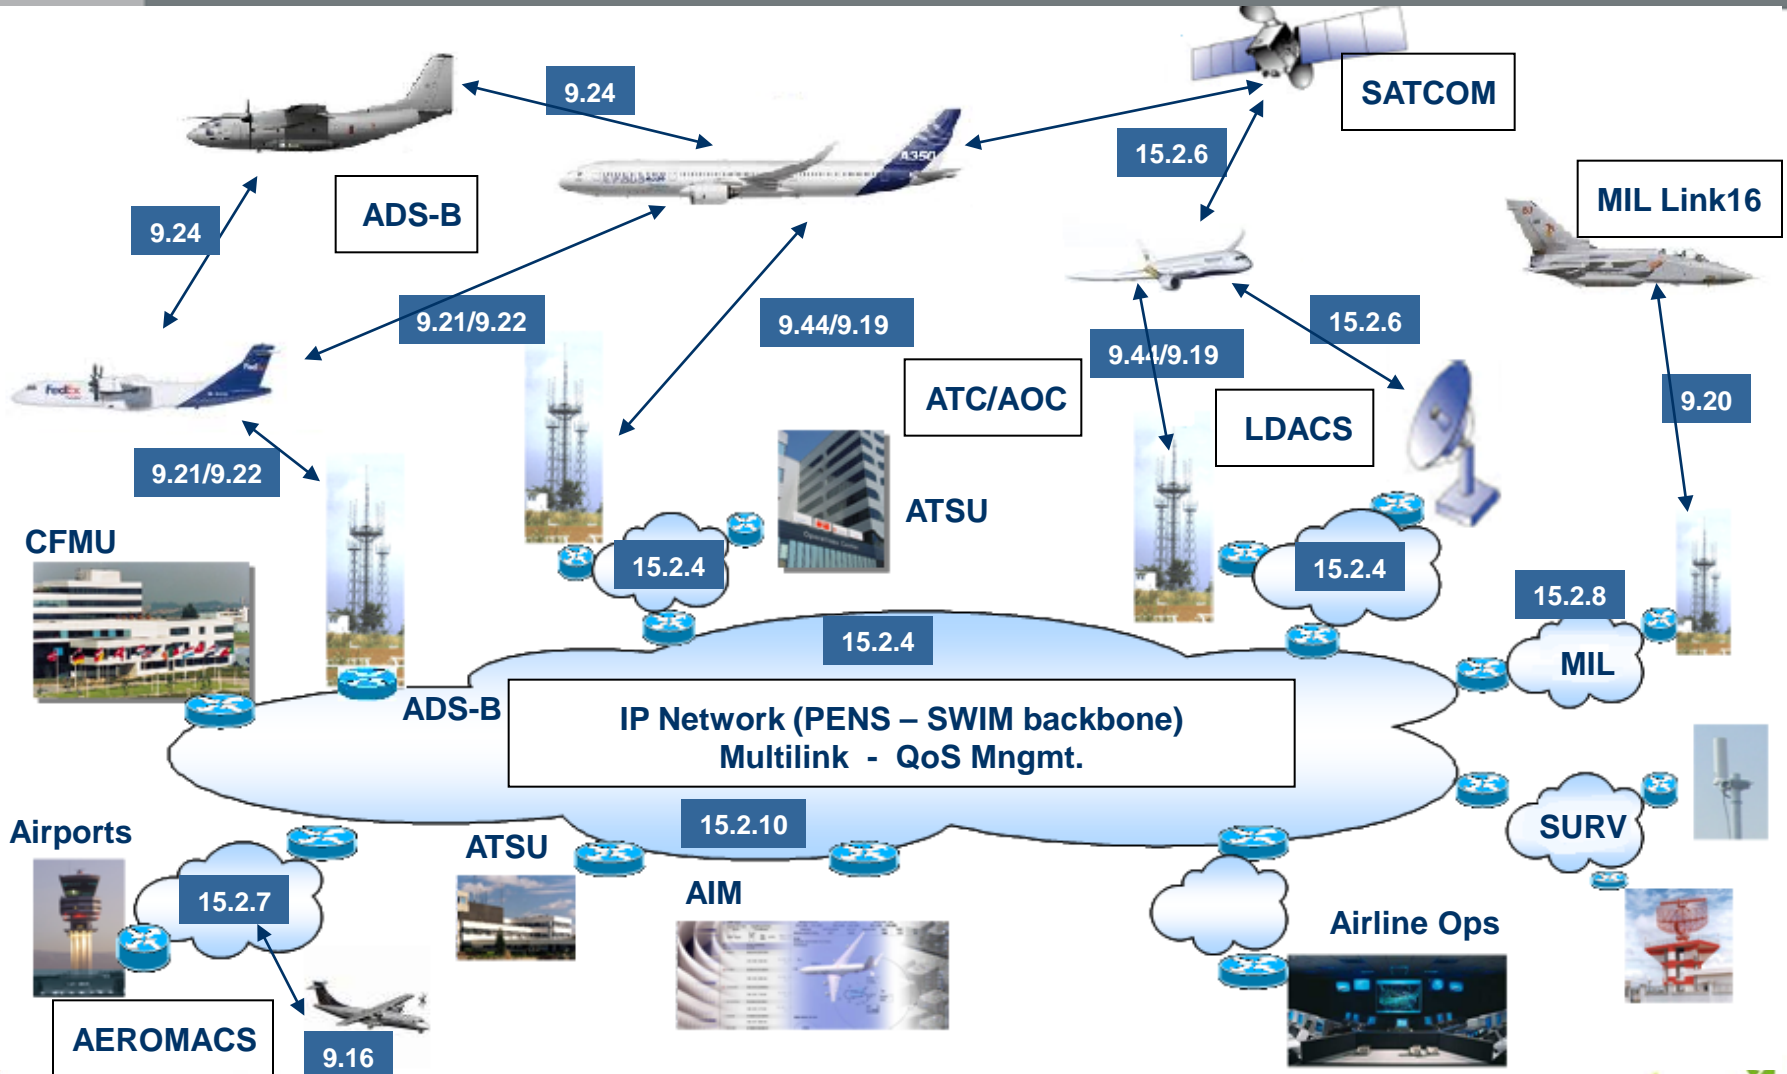 SATCOM
9.24
15.2.6
MIL Link16
ADS-B
A350
9.24
9.21/9.22
9.44/9.19
15.2.6
9.44/9.19
FedEx
FedEx
9.20
ATC/AOC
LDACS
9.21/9.22
ATSU
CFMU
15.2.4
15.2.4
15.2.8
15.2.4
MIL
ADS-B
IP Network (PENS – SWIM backbone)
Multilink - QoS Mngmt.
15.2.10
SURV
Airports
ATSU
15.2.7
AIM
Airline Ops
AEROMACS
9.16